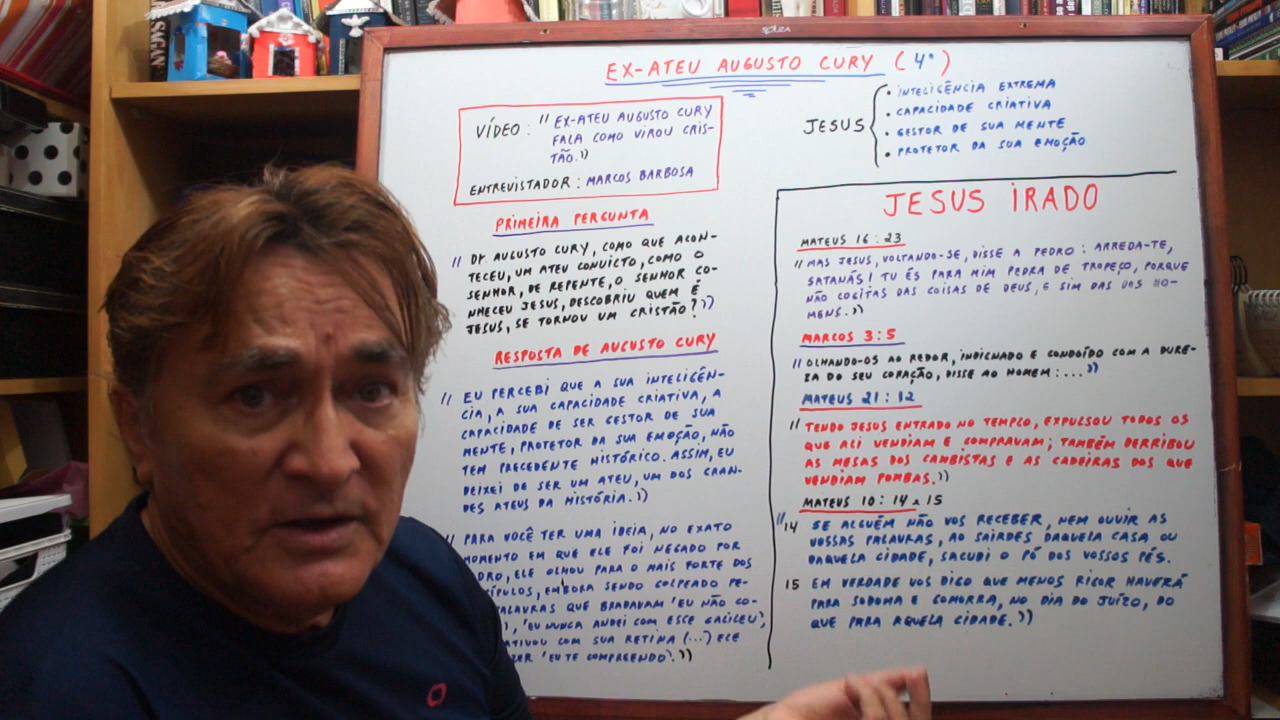 EX-ATEU AUGUSTO CURY (4º)
VÍDEO: "EX-ATEU AUGUSTO CURY
FALA COMO VIROU CRIS-
TÃO."
ENTREVISTADOR: MARCOS BARBOSA
PRIMEIRA PERGUNTA
"DR AUGUSTO CURY, COMO QUE ACON-
TECEU, UM ATEU CONVICTO, COMO O
SENHOR, DE REPENTE, O SENHOR CO-
NHECEU JESUS, DESCOBRIU QUEM É
JESUS, SE TORNOU UM CRISTÃO?"
RESPOSTA DE AUGUSTO CURY
"EU PERCEBI QUE A SUA INTELIGÊN-
CIA, A SUA CAPACIDADE CRIATIVA, A
CAPACIDADE DE SER GESTOR DE SUA
MENTE, PROTETOR DA SUA EMOÇÃO, NÃO
TEM PRECEDENTE HISTÓRICO. ASSIM, EU
DEIXEI DE SER UM ATEU, UM DOS GRAN-
DES ATEUS DA HISTÓRIA."
"PARA VOCÊ TER UMA IDEIA, NO EXATO
MOMENTO EM QUE ELE FOI NEGADO POR
DRO, ELE OLHOU PARA O MAIS FORTE DOS
ÍPULOS, EMBORA SENDO GOLPEADO PE-
ALAVRAS QUE BRADAVAM 'EU NÃO CO-
), 'EU NUNCA ANDEI COM ESSE GALILEU',
ATIVOU COM SUA RETINA (...) ELE
ZER 'EU TE COMPREENDO'."
JESUS
• INTELIGÊNCIA EXTREMA
• CAPACIDADE CRIATIVA
• GESTOR DE SUA MENTE
• PROTETOR DA SUA EMOÇÃO
JESUS IRADO
MATEUS 16:23
"MAS JESUS, VOLTANDO-SE, DISSE A PEDRO: ARREDA-TE,
SATANÁS! TU ÉS PARA MIM PEDRA DE TROPEÇO, PORQUE
NÃO COGITAS DAS COISAS DE DEUS, E SIM DAS DOS HO-
MENS."
MARCOS 3:5
"OLHANDO-OS AO REDOR, INDIGNADO E CONDOÍDO COM A DURE-
ZA DO SEU CORAÇÃO, DISSE AO HOMEM:..."
MATEUS 21:12
"TENDO JESUS ENTRADO NO TEMPLO, EXPULSOU TODOS OS
QUE ALI VENDIAM E COMPRAVAM; TAMBÉM DERRIBOU
AS MESAS DOS CAMBISTAS E AS CADEIRAS DOS QUE
VENDIAM POMBAS."
MATEUS 10:14 a 15
"14 SE ALGUÉM NÃO VOS RECEBER, NEM OUVIR AS
VOSSAS PALAVRAS, AO SAIRDES DAQUELA CASA OU
DAQUELA CIDADE, SACUDI O PÓ DOS VOSSOS PÉS.
15 EM VERDADE VOS DIGO QUE MENOS RIGOR HAVERÁ
PARA SODOMA E GOMORRA, NO DIA DO JUÍZO, DO
QUE PARA AQUELA CIDADE."
SAGAN